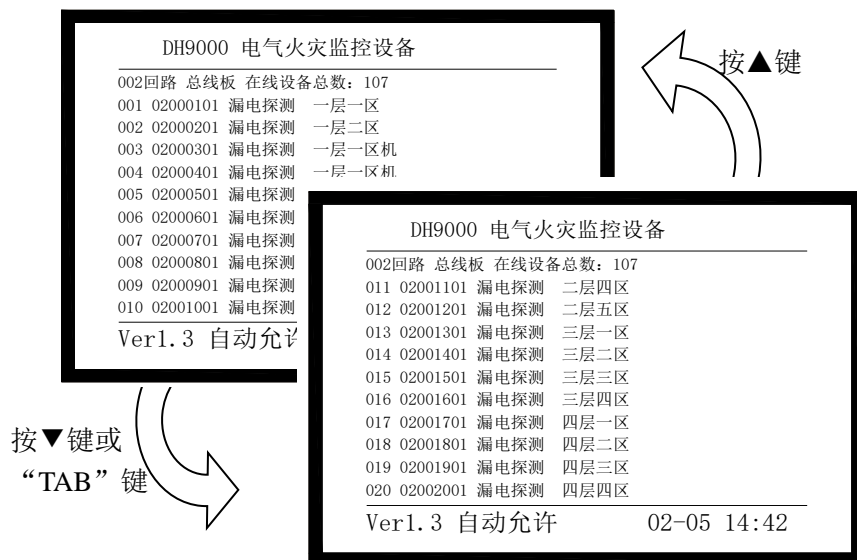 DH9000 电气火灾监控设备
002回路 总线板 在线设备总数: 107
001 02000101 漏电探测 一层一区
002 02000201 漏电探测 一层二区
003 02000301 漏电探测 一层一区机
004 02000401 漏电探测 一层一区机
005 02000501 漏电探测
006 02000601 漏电探测
007 02000701 漏电探测
008 02000801 漏电探测
009 02000901 漏电探测
010 02001001 漏电探测
Ver1.3 自动允许
按▲键
DH9000 电气火灾监控设备
002回路 总线板 在线设备总数: 107
011 02001101 漏电探测 二层四区
012 02001201 漏电探测 二层五区
013 02001301 漏电探测 三层一区
014 02001401 漏电探测 三层二区
015 02001501 漏电探测 三层三区
016 02001601 漏电探测 三层四区
017 02001701 漏电探测 四层一区
018 02001801 漏电探测 四层二区
019 02001901 漏电探测 四层三区
020 02002001 漏电探测 四层四区
Ver1.3 自动允许 02-05 14:42
按▼键或
“TAB”键